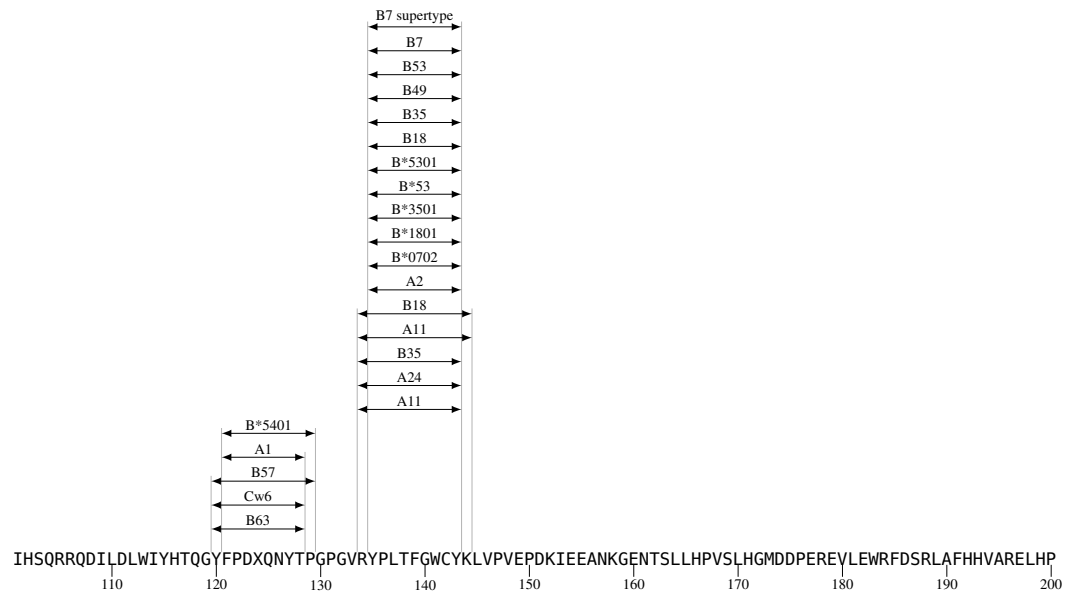 B7 supertype
B7
B53
B49
B35
B18
B*5301
B*53
B*3501
B*1801
B*0702
A2
B18
A11
B35
A24
A11
B*5401
A1
B57
Cw6
B63
IHSQRRQDILDLWIYHTQGYFPDXQNYTPGPGVRYPLTFGWCYKLVPVEPDKIEEANKGENTSLLHPVSLHGMDDPEREVLEWRFDSRLAFHHVARELHP
110 120 130 140 150 160 170 180 190 200